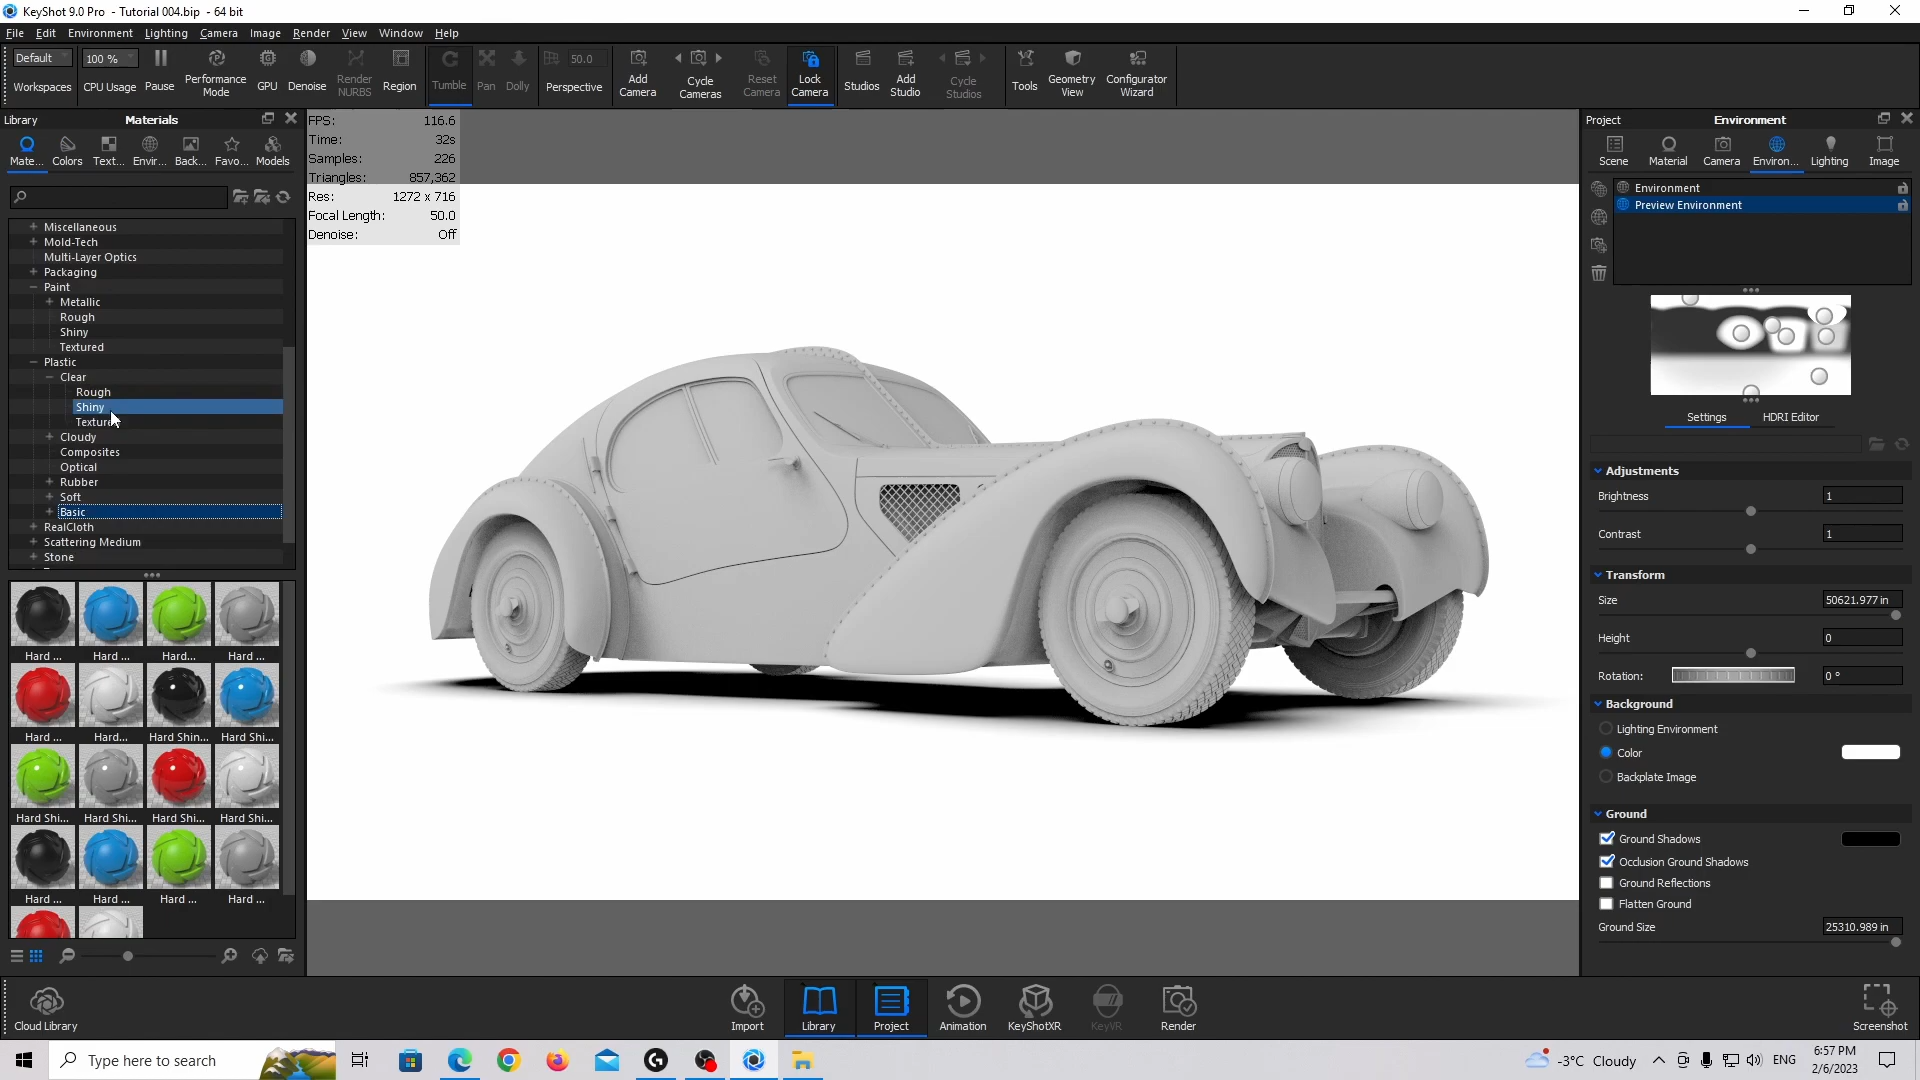 KeyShot 9.0 Pro - Tutorial 004.bip - 64 bit
File Edit Environment Lighting Camera Image Render View Window Help
Default
Workspaces
100 %
CPU Usage
Pause
Performance
Mode
GPU
Denoise
Render
NURBS
Region
Tumble
Pan
Dolly
50.0
Perspective
Add
Camera
Cycle
Cameras
Reset
Camera
Lock
Camera
Studios
Add
Studio
Cycle
Studios
Tools
Geometry
View
Configurator
Wizard
Library
Materials
Mate...
Colors
Text...
Envir...
Back...
Favo...
Models
Miscellaneous
Mold-Tech
Multi-Layer Optics
Packaging
Paint
Metallic
Rough
Shiny
Textured
Plastic
Clear
Rough
Shiny
Cloudy
Composites
Optical
Rubber
Soft
Basic
RealCloth
Scattering Medium
Stone
Hard ... Hard ... Hard... Hard ...
Hard ... Hard... Hard Shin... Hard Shi...
Hard Shi... Hard Shi... Hard Shi... Hard Shi...
Hard ... Hard ... Hard ... Hard ...
FPS: 116.6
Time: 32s
Samples: 226
Triangles: 857,362
Res: 1272 x 716
Focal Length: 50.0
Denoise: Off
Project
Environment
Scene
Material
Camera
Environ...
Lighting
Image
Environment
Preview Environment
Settings
HDRI Editor
Adjustments
Brightness 1
Contrast 1
Transform
Size 50621.977 in
Height 0
Rotation: 0 °
Background
Lighting Environment
Color
Backplate Image
Ground
Ground Shadows
Occlusion Ground Shadows
Ground Reflections
Flatten Ground
Ground Size 25310.989 in
Cloud Library
Import
Library
Project
Animation
KeyShotXR
KeyVR
Render
Screenshot
Type here to search
-3°C Cloudy
ENG
6:57 PM
2/6/2023